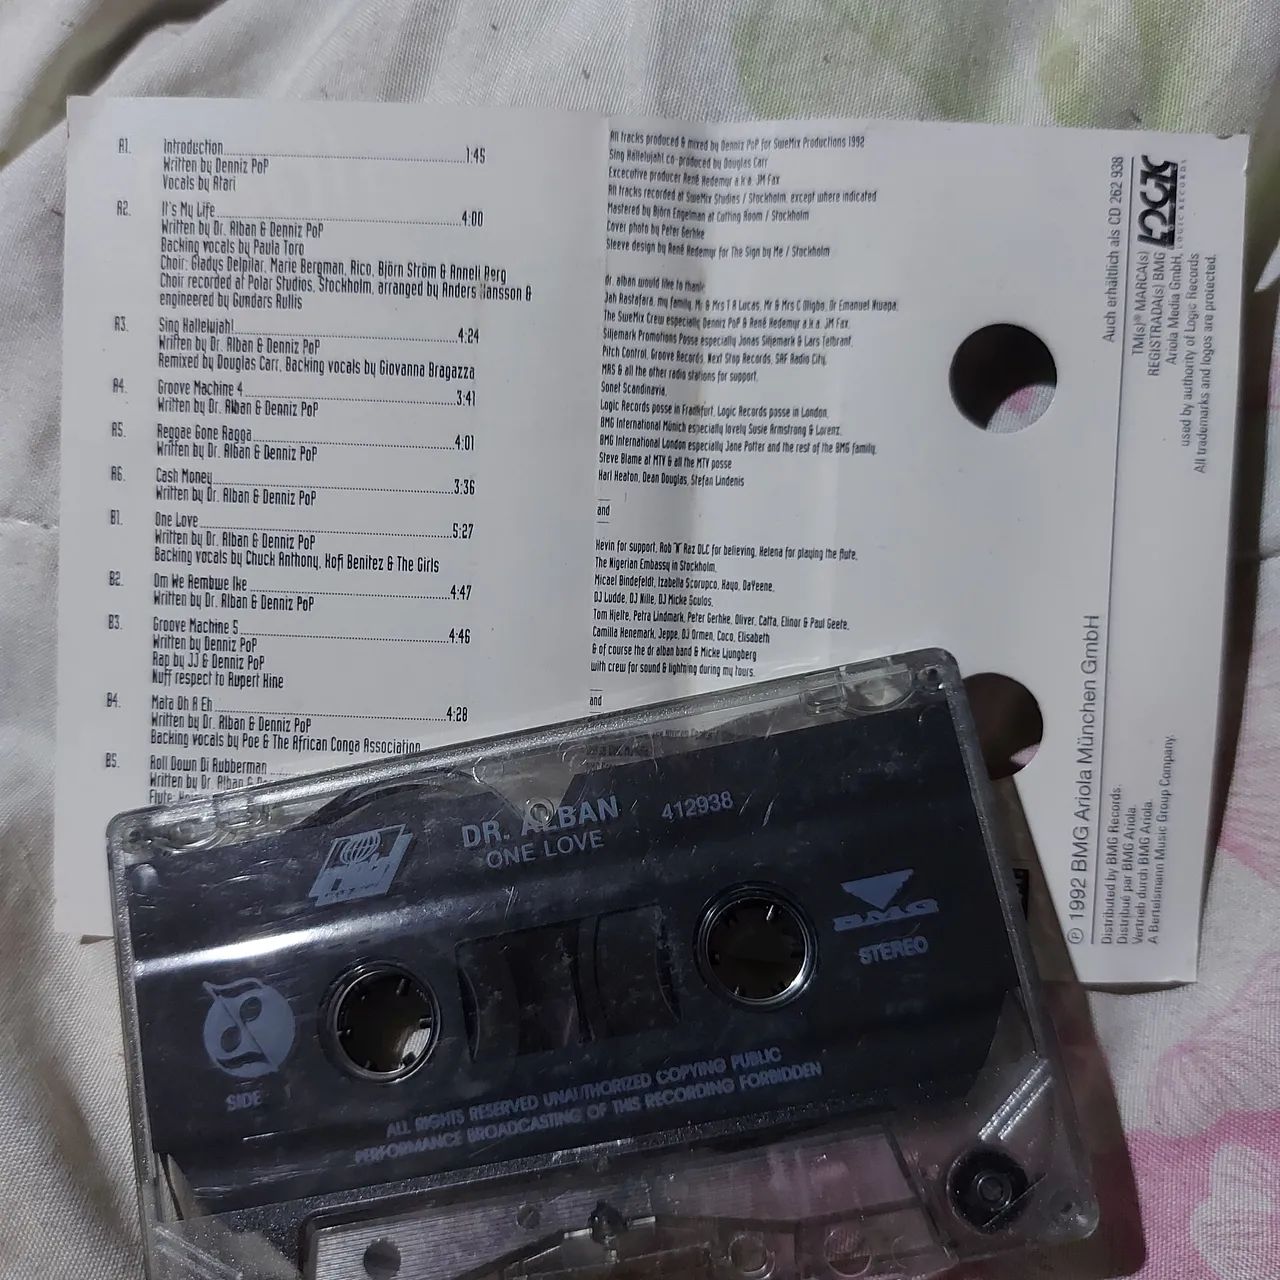 A1. Introduction 1:45
Written by Denniz PoP
Vocals by Atari
A2. It's My Life 4:00
Written by Dr. Alban & Denniz PoP
Backing vocals by Paula Toro
Choir: Gladys Delpilar, Marie Bergman, Rico, Björn Ström & Anneli Berg
Choir recorded at Polar Studios, Stockholm, arranged by Anders Hansson &
engineered by Gundars Rullis
A3. Sing Hallelujah! 4:24
Written by Dr. Alban & Denniz PoP
Remixed by Douglas Carr, Backing vocals by Giovanna Bragazza
A4. Groove Machine 4 3:41
Written by Dr. Alban & Denniz PoP
A5. Reggae Gone Ragga 4:01
Written by Dr. Alban & Denniz PoP
A6. Cash Money 3:36
Written by Dr. Alban & Denniz PoP
B1. One Love 5:27
Written by Dr. Alban & Denniz PoP
Backing vocals by Chuck Anthony, Kofi Benitez & The Girls
B2. Om We Rembwe Ike 4:47
Written by Dr. Alban & Denniz PoP
B3. Groove Machine 5 4:46
Written by Denniz PoP
Rap by JJ & Denniz PoP
Nuff respect to Rupert Hine
B4. Mata Oh A Eh 4:28
Written by Dr. Alban & Denniz PoP
Backing vocals by Poe & The African Conga Association
B5. Roll Down Di Rubberman
Written by Dr. Alban &
Flute:
All tracks produced & mixed by Denniz PoP for SweMix Productions 1992
Sing Hallelujah! co-produced by Douglas Carr
Excecutive producer René Hedemyr a.k.a. JM Fax
All tracks recorded at SweMix Studios / Stockholm, except where indicated
Mastered by Björn Engelman at Cutting Room / Stockholm
Cover photo by Peter Gerhke
Sleeve design by René Hedemyr for The Sign by Me / Stockholm
dr. alban would like to thank:
Jah Rastafara, my family, Mr & Mrs T A Lucas, Mr & Mrs C Oligbo, Dr Emanuel Nwapa,
The SweMix Crew especially Denniz PoP & René Hedemyr a.k.a. JM Fax,
Siljemark Promotions Posse especially Jonas Siljemark & Lars Telbrant,
Pitch Control, Groove Records, Next Stop Records, SAF Radio City,
MRS & all the other radio stations for support,
Sonet Scandinavia,
Logic Records posse in Frankfurt, Logic Records posse in London,
BMG International Münich especially lovely Susie Armstrong & Lorenz,
BMG International London especially Jane Potter and the rest of the BMG family,
Steve Blame at MTV & all the MTV posse
Karl Heaton, Dean Douglas, Stefan Lindenis
and
Kevin for support, Rob "N" Raz DLC for believing, Helena for playing the flute,
The Nigerian Embassy in Stockholm,
Micael Bindefeldt, Izabella Scorupco, Kayo, DaYeene,
DJ Ludde, DJ Nille, DJ Micke Soulos,
Tom Hjelte, Petra Lindmark, Peter Gerhke, Oliver, Catta, Elinor & Paul Geete,
Camilla Henemark, Jeppe, DJ Ormen, Coco, Elisabeth
& of course the dr alban band & Micke Ljungberg
with crew for sound & lightning during my tours.
and
Auch erhältlich als CD 262 938
LOGIC
LOGIC RECORDS
TM(s)® MARCA(s)
REGISTRADA(s) BMG
Ariola Media GmbH,
used by authority of Logic Records
All trademarks and logos are protected.
℗ 1992 BMG Ariola München GmbH
Distributed by BMG Records.
Distribué par BMG Ariola.
Vertrieb durch BMG Ariola.
A Bertelsmann Music Group Company.
DR. ALBAN 412938
ONE LOVE
BMG
STEREO
SIDE
ALL RIGHTS RESERVED UNAUTHORIZED COPYING PUBLIC
PERFORMANCE BROADCASTING OF THIS RECORDING FORBIDDEN